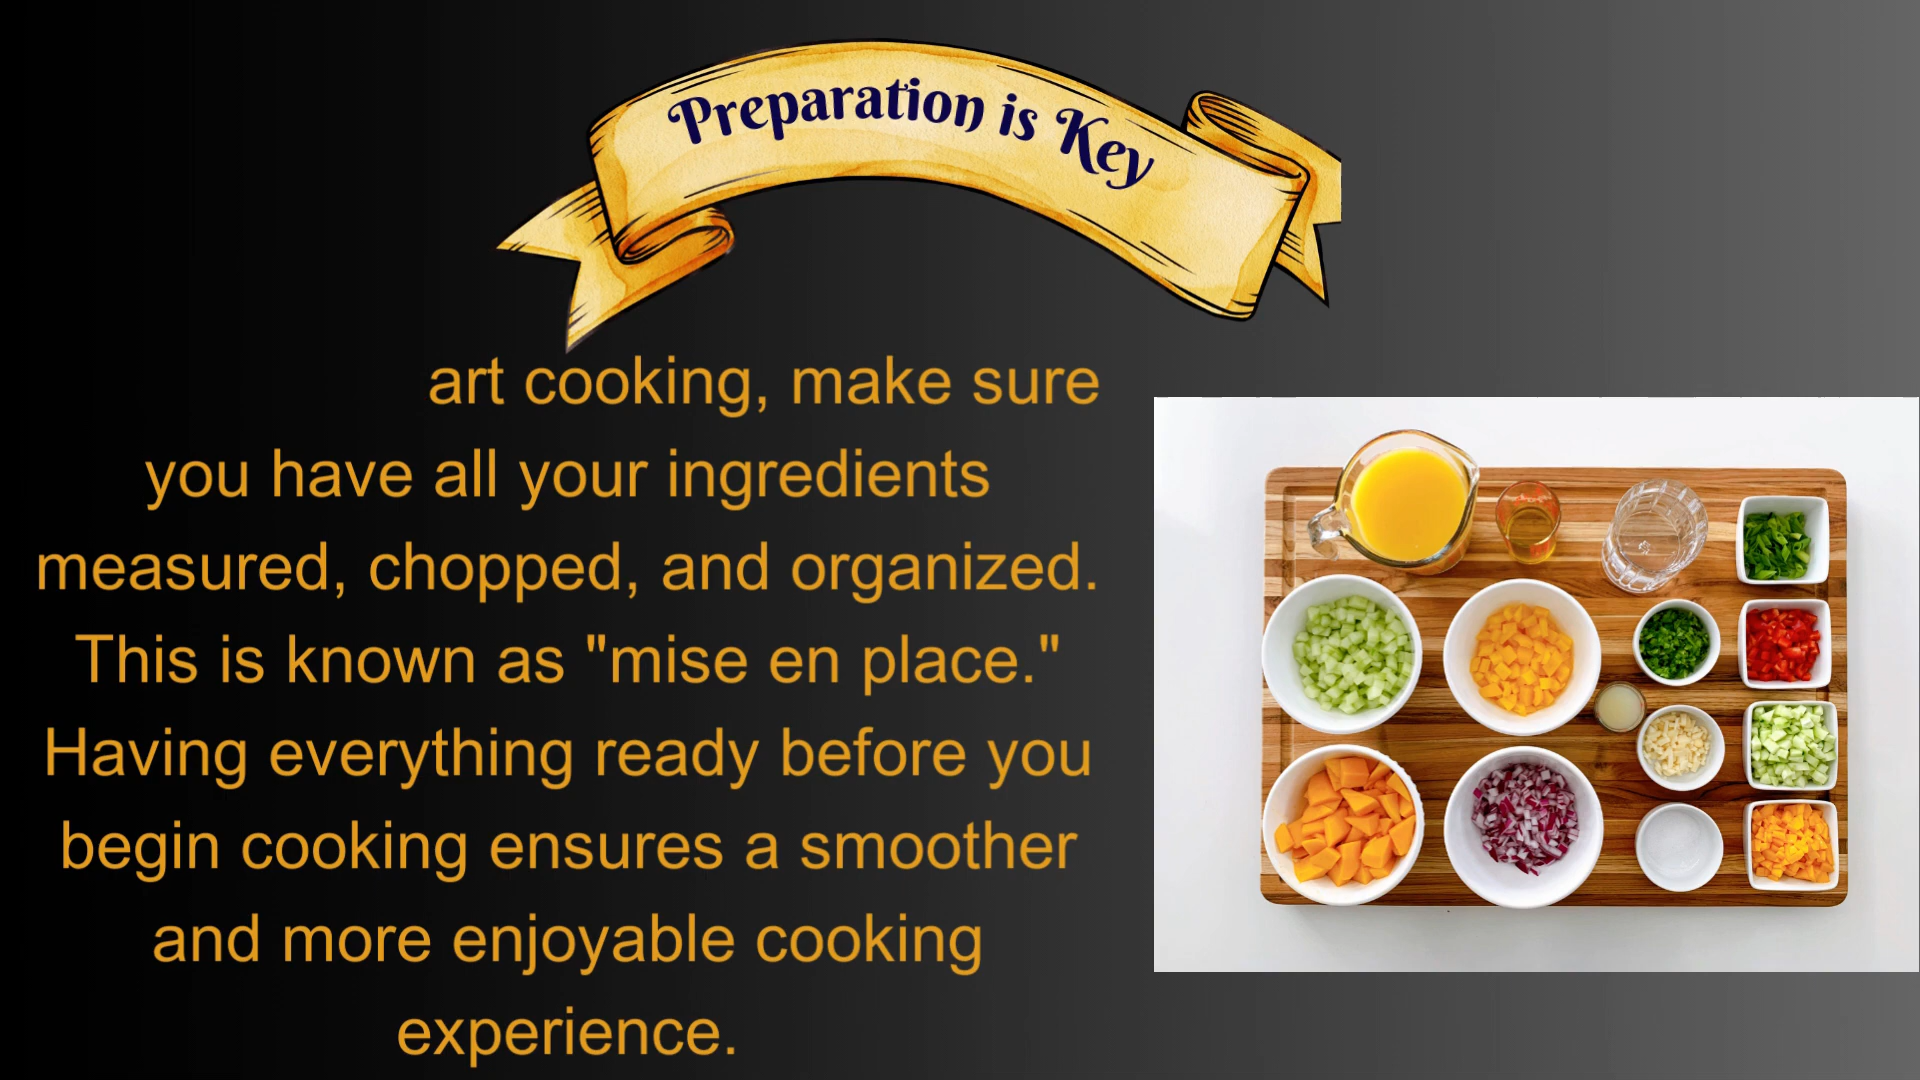 Preparation is Key
art cooking, make sure
you have all your ingredients
measured, chopped, and organized.
This is known as "mise en place."
Having everything ready before you
begin cooking ensures a smoother
and more enjoyable cooking
experience.